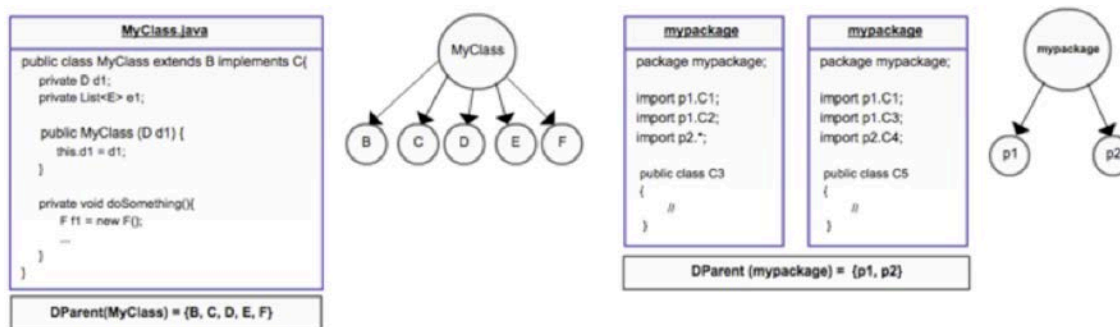 MyClass.java
public class MyClass extends B implements C{
private D d1;
private List<E> e1;
public MyClass (D d1) {
this.d1 = d1;
}
private void doSomething(){
F f1 = new F();
...
}
}
DParent(MyClass) = {B, C, D, E, F}
MyClass
B C D E F
mypackage
package mypackage;
import p1.C1;
import p1.C2;
import p2.*;
public class C3
{
//
}
mypackage
package mypackage;
import p1.C1;
import p1.C3;
import p2.C4;
public class C5
{
//
}
DParent (mypackage) = {p1, p2}
mypackage
p1 p2